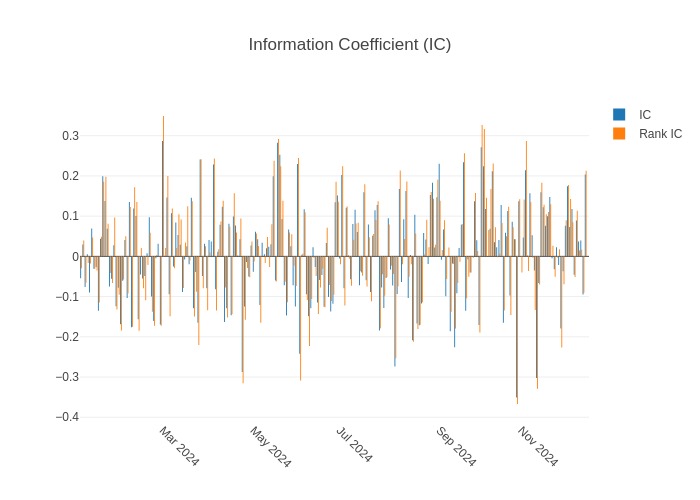 Information Coefficient (IC)
IC
Rank IC
0.3
0.2
0.1
0
−0.1
−0.2
−0.3
−0.4
Mar 2024
May 2024
Jul 2024
Sep 2024
Nov 2024